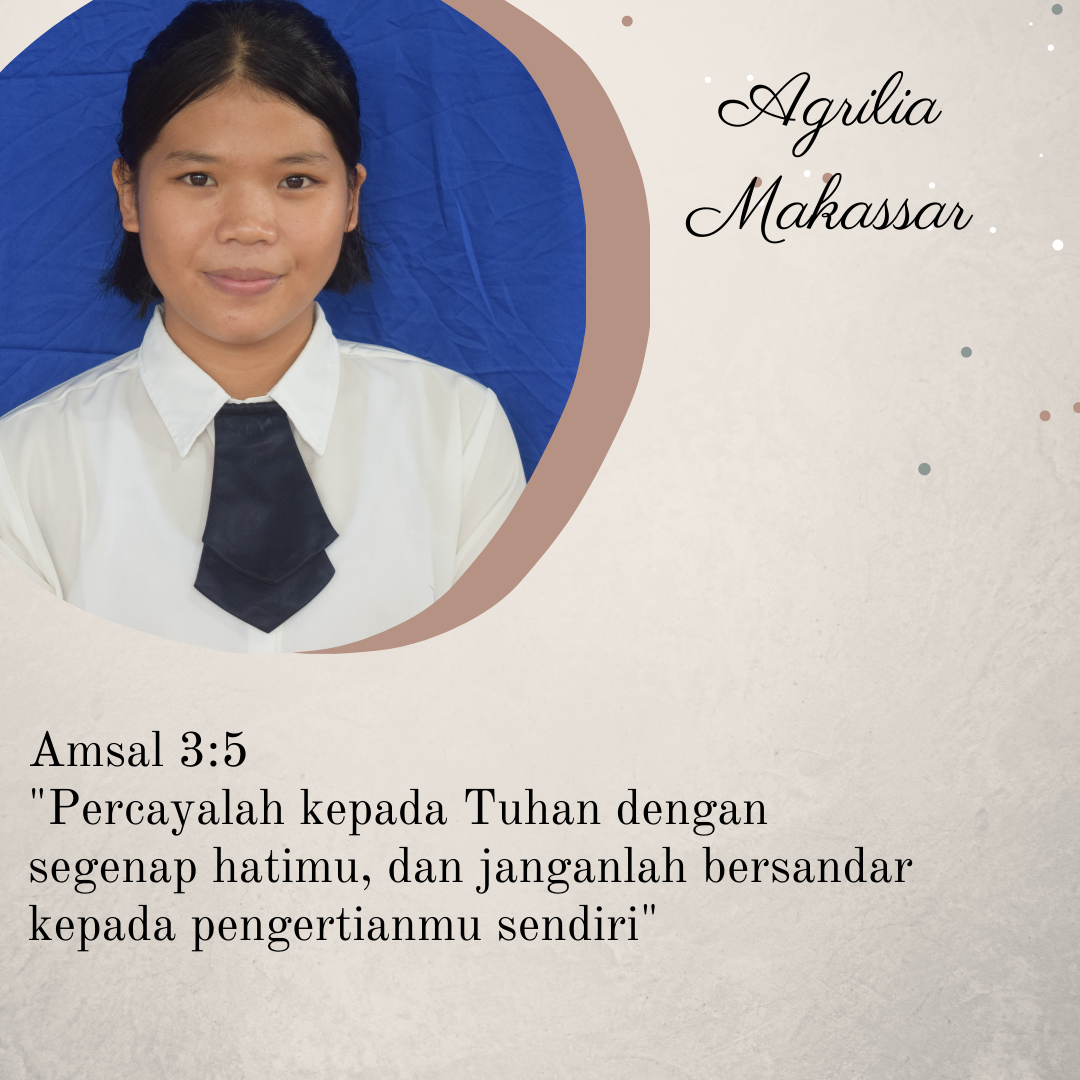 Agrilia
Makassar
Amsal 3:5
"Percayalah kepada Tuhan dengan
segenap hatimu, dan janganlah bersandar
kepada pengertianmu sendiri"